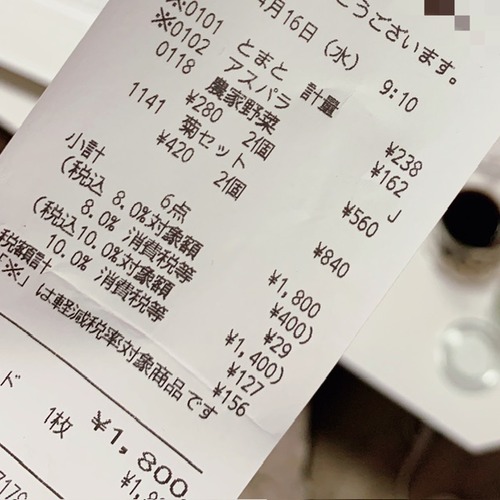 ございます。
4月16日(水) 9:10
※0101 とまと 計量 ¥238
※0102 アスパラ ¥162
0118 農家野菜 J
¥280 2個 ¥560
1141 菊セット
¥420 2個 ¥840
小計 6点 ¥1,800
(税込 8.0%対象額 ¥400)
8.0% 消費税等 ¥29
(税込10.0%対象額 ¥1,400)
10.0% 消費税等 ¥127
税額計 ¥156
「※」は軽減税率対象商品です
ド 1枚 ¥1,800